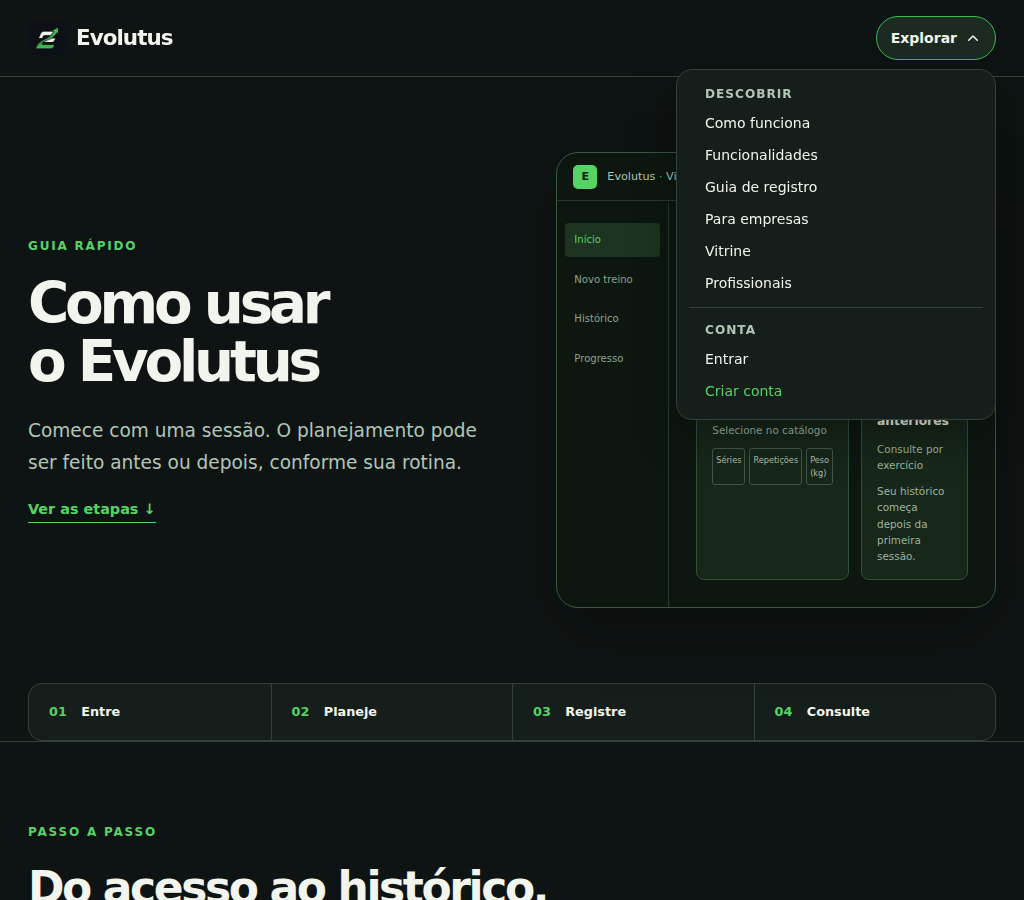 Evolutus
Explorar
DESCOBRIR
Como funciona
Funcionalidades
Guia de registro
Para empresas
Vitrine
Profissionais
CONTA
Entrar
Criar conta
GUIA RÁPIDO
Como usar
o Evolutus
Comece com uma sessão. O planejamento pode
ser feito antes ou depois, conforme sua rotina.
Ver as etapas ↓
E
Evolutus · Vi
Início
Novo treino
Histórico
Progresso
Selecione no catálogo
Séries
Repetições
Peso
(kg)
anteriores
Consulte por
exercício
Seu histórico
começa
depois da
primeira
sessão.
01 Entre
02 Planeje
03 Registre
04 Consulte
PASSO A PASSO
Do acesso ao histórico.